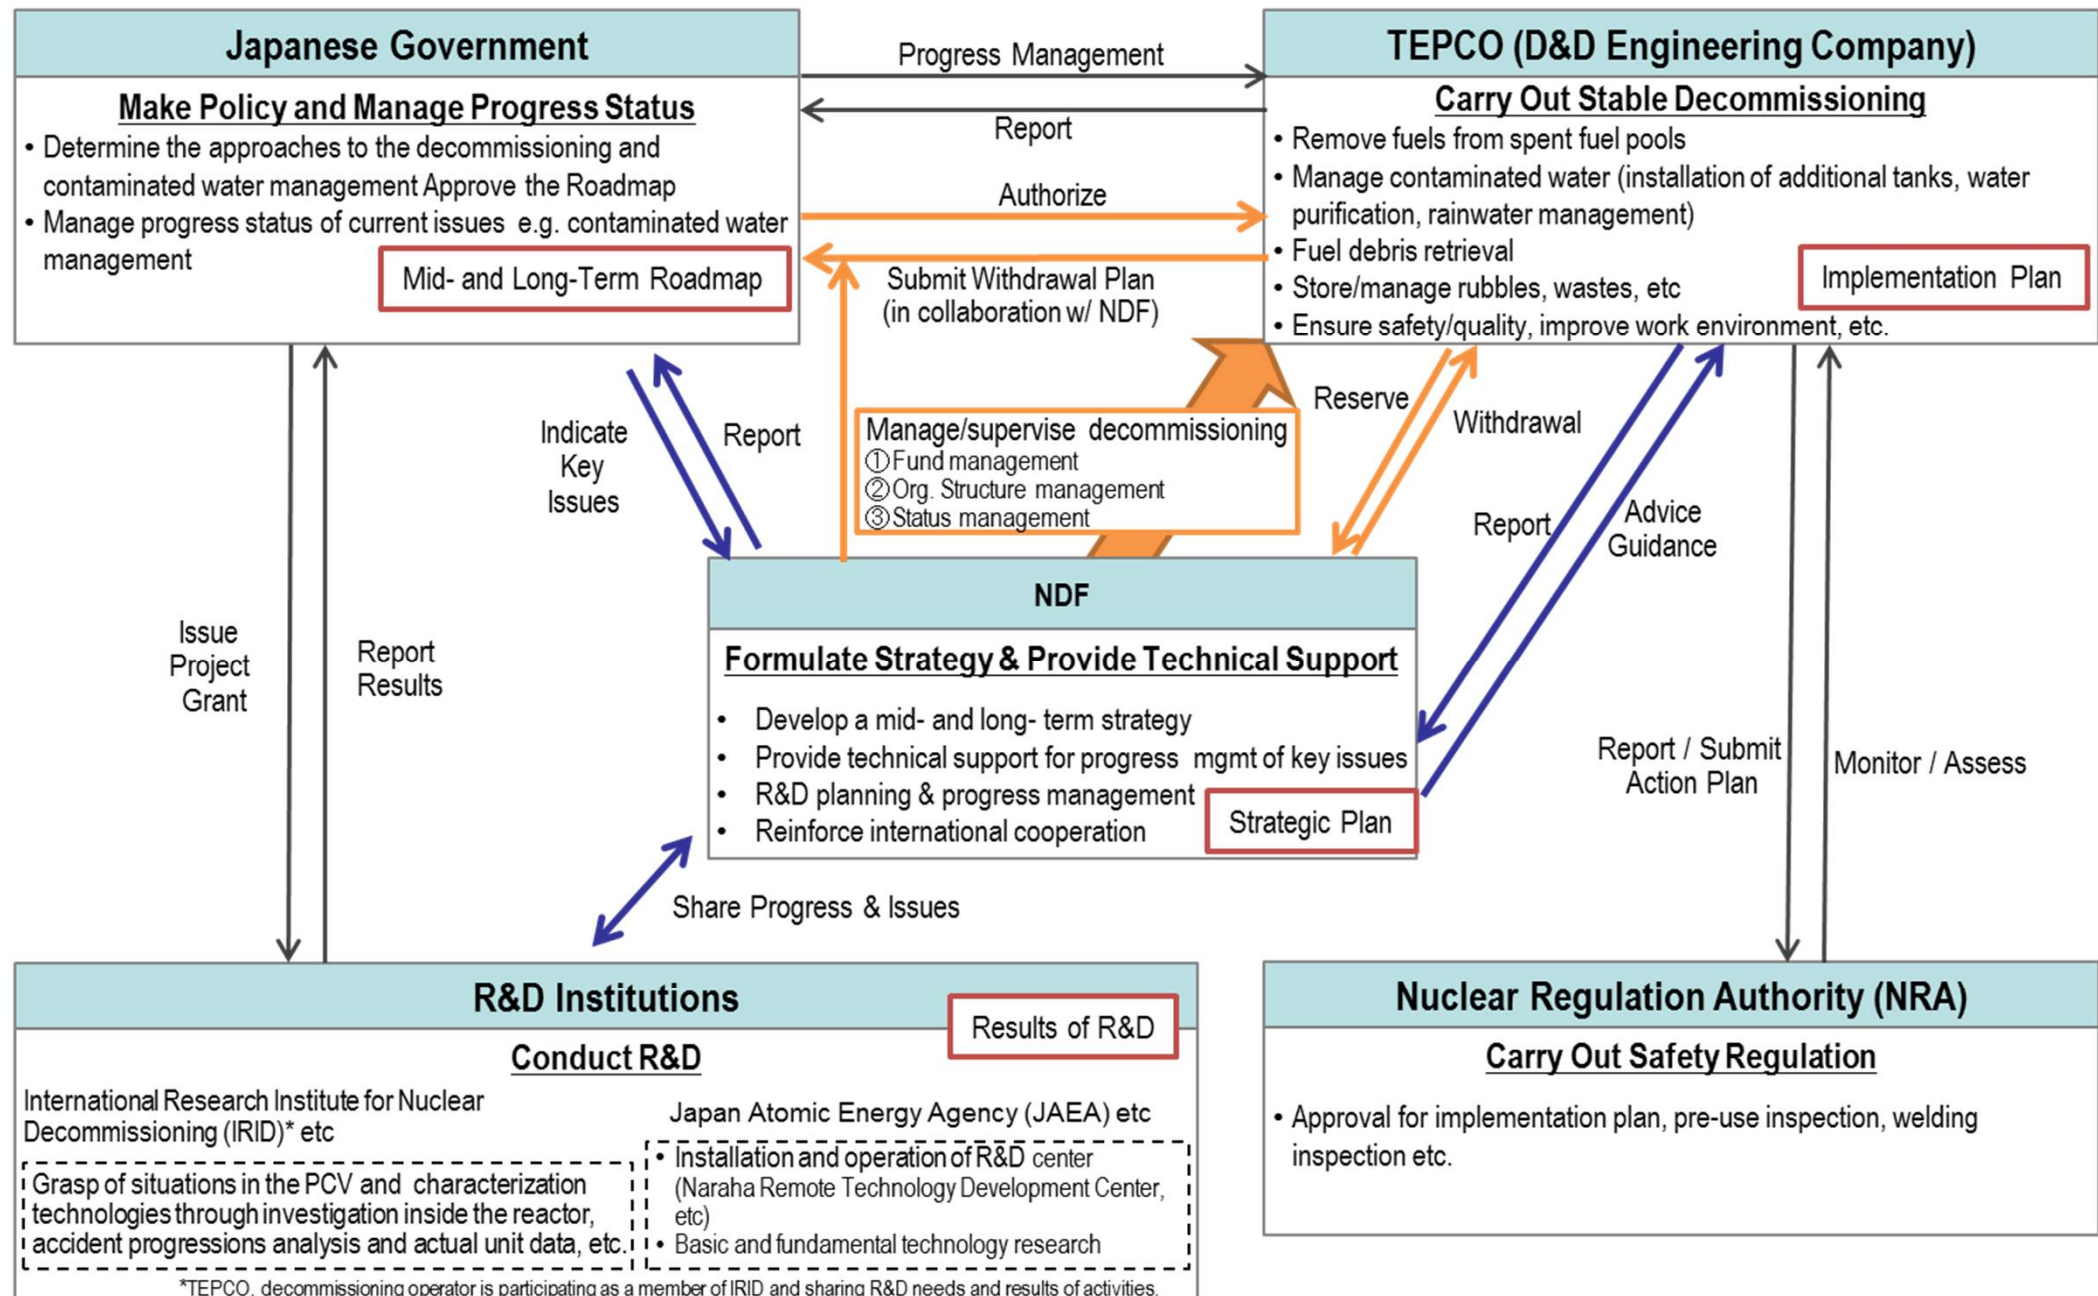 Japanese Government
Make Policy and Manage Progress Status
• Determine the approaches to the decommissioning and
contaminated water management Approve the Roadmap
• Manage progress status of current issues e.g. contaminated water
management
Mid- and Long-Term Roadmap
Progress Management
Report
Authorize
Submit Withdrawal Plan
(in collaboration w/ NDF)
TEPCO (D&D Engineering Company)
Carry Out Stable Decommissioning
• Remove fuels from spent fuel pools
• Manage contaminated water (installation of additional tanks, water
purification, rainwater management)
• Fuel debris retrieval
• Store/manage rubbles, wastes, etc
• Ensure safety/quality, improve work environment, etc.
Implementation Plan
Indicate
Key
Issues
Report
Manage/supervise decommissioning
①Fund management
②Org. Structure management
③Status management
Reserve
Withdrawal
Report
Advice
Guidance
Issue
Project
Grant
Report
Results
NDF
Formulate Strategy & Provide Technical Support
• Develop a mid- and long- term strategy
• Provide technical support for progress mgmt of key issues
• R&D planning & progress management
• Reinforce international cooperation
Strategic Plan
Report / Submit
Action Plan
Monitor / Assess
Share Progress & Issues
R&D Institutions
Results of R&D
Conduct R&D
International Research Institute for Nuclear
Decommissioning (IRID)* etc
Grasp of situations in the PCV and characterization
technologies through investigation inside the reactor,
accident progressions analysis and actual unit data, etc.
Japan Atomic Energy Agency (JAEA) etc
• Installation and operation of R&D center
(Naraha Remote Technology Development Center,
etc)
• Basic and fundamental technology research
*TEPCO, decommissioning operator is participating as a member of IRID and sharing R&D needs and results of activities.
Nuclear Regulation Authority (NRA)
Carry Out Safety Regulation
• Approval for implementation plan, pre-use inspection, welding
inspection etc.